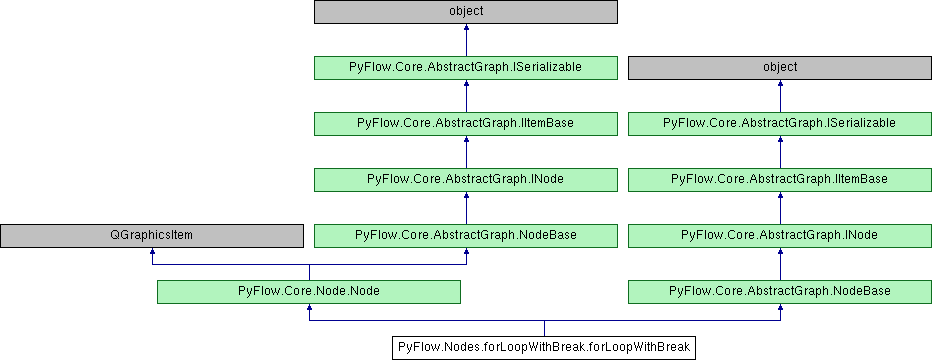 object
PyFlow.Core.AbstractGraph.ISerializable
object
PyFlow.Core.AbstractGraph.IItemBase
PyFlow.Core.AbstractGraph.ISerializable
PyFlow.Core.AbstractGraph.INode
PyFlow.Core.AbstractGraph.IItemBase
QGraphicsItem
PyFlow.Core.AbstractGraph.NodeBase
PyFlow.Core.AbstractGraph.INode
PyFlow.Core.Node.Node
PyFlow.Core.AbstractGraph.NodeBase
PyFlow.Nodes.forLoopWithBreak.forLoopWithBreak